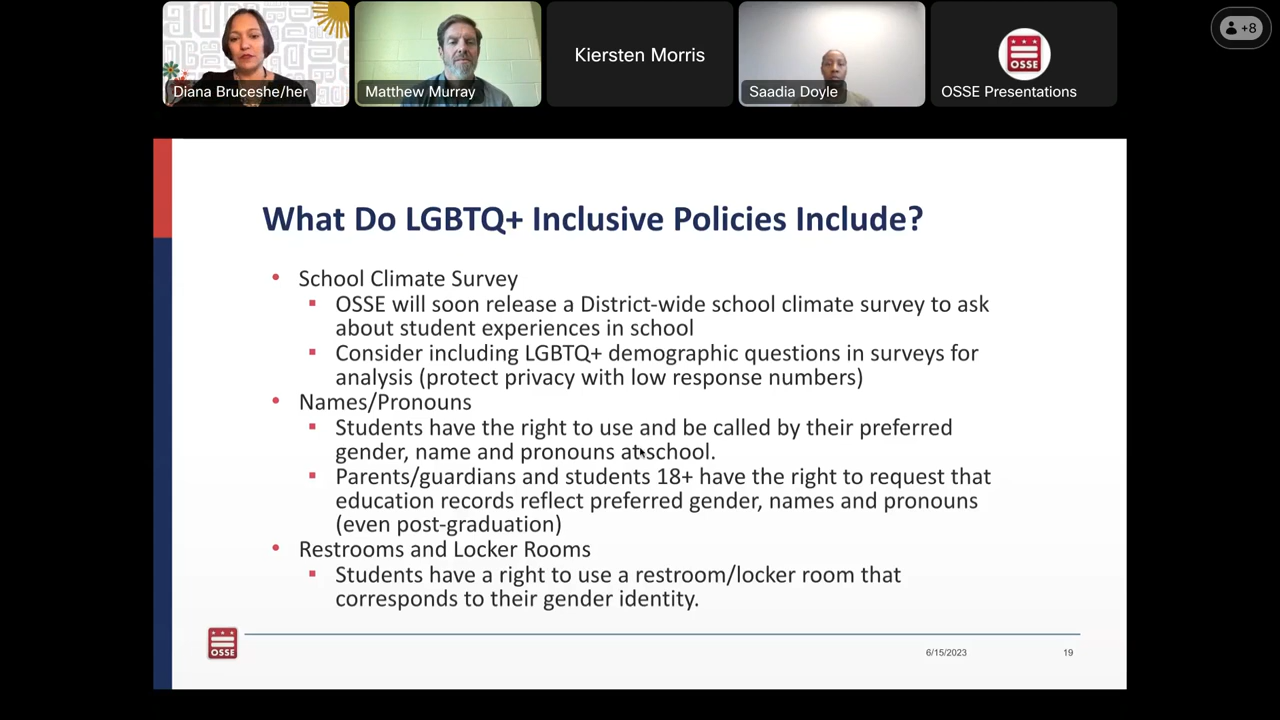 +8
Diana Bruceshe/her
Matthew Murray
Kiersten Morris
Saadia Doyle
OSSE
OSSE Presentations
What Do LGBTQ+ Inclusive Policies Include?
• School Climate Survey
▪ OSSE will soon release a District-wide school climate survey to ask
about student experiences in school
▪ Consider including LGBTQ+ demographic questions in surveys for
analysis (protect privacy with low response numbers)
• Names/Pronouns
▪ Students have the right to use and be called by their preferred
gender, name and pronouns at school.
▪ Parents/guardians and students 18+ have the right to request that
education records reflect preferred gender, names and pronouns
(even post-graduation)
• Restrooms and Locker Rooms
▪ Students have a right to use a restroom/locker room that
corresponds to their gender identity.
OSSE
6/15/2023
19